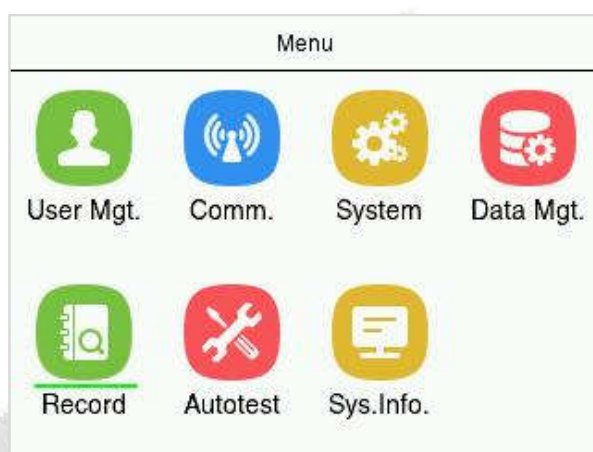 Menu
User Mgt. Comm. System Data Mgt.
Record Autotest Sys.Info.